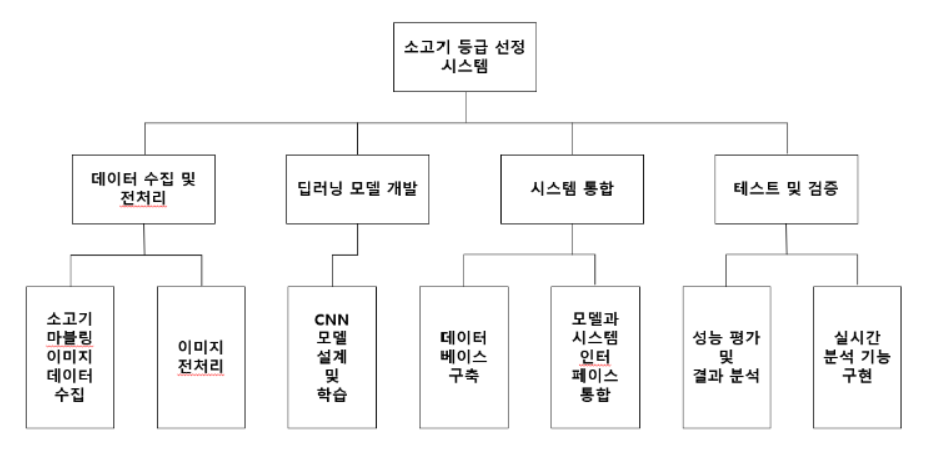 소고기 등급 선정
시스템
데이터 수집 및
전처리
딥러닝 모델 개발
시스템 통합
테스트 및 검증
소고기
마블링
이미지
데이터
수집
이미지
전처리
CNN
모델
설계
및
학습
데이터
베이스
구축
모델과
시스템
인터
페이스
통합
성능 평가
및
결과 분석
실시간
분석 기능
구현